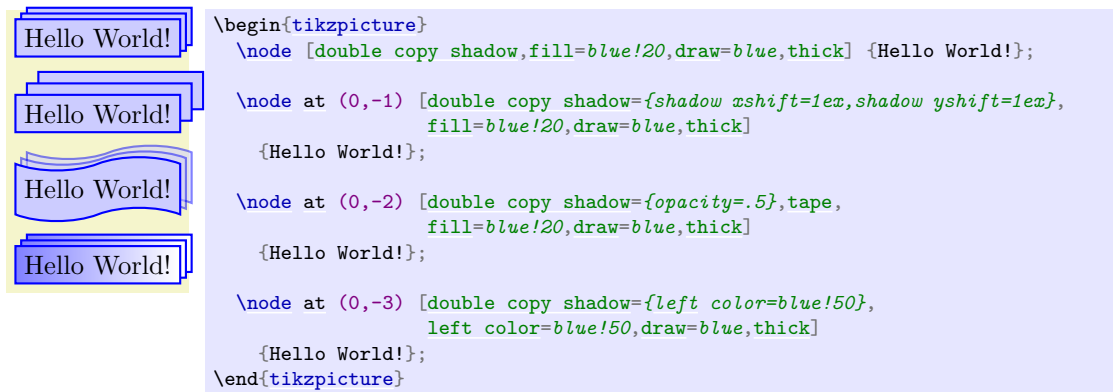 Hello World!
Hello World!
Hello World!
Hello World!
\begin{tikzpicture}
\node [double copy shadow,fill=blue!20,draw=blue,thick] {Hello World!};
\node at (0,-1) [double copy shadow={shadow xshift=1ex,shadow yshift=1ex},
fill=blue!20,draw=blue,thick]
{Hello World!};
\node at (0,-2) [double copy shadow={opacity=.5},tape,
fill=blue!20,draw=blue,thick]
{Hello World!};
\node at (0,-3) [double copy shadow={left color=blue!50},
left color=blue!50,draw=blue,thick]
{Hello World!};
\end{tikzpicture}